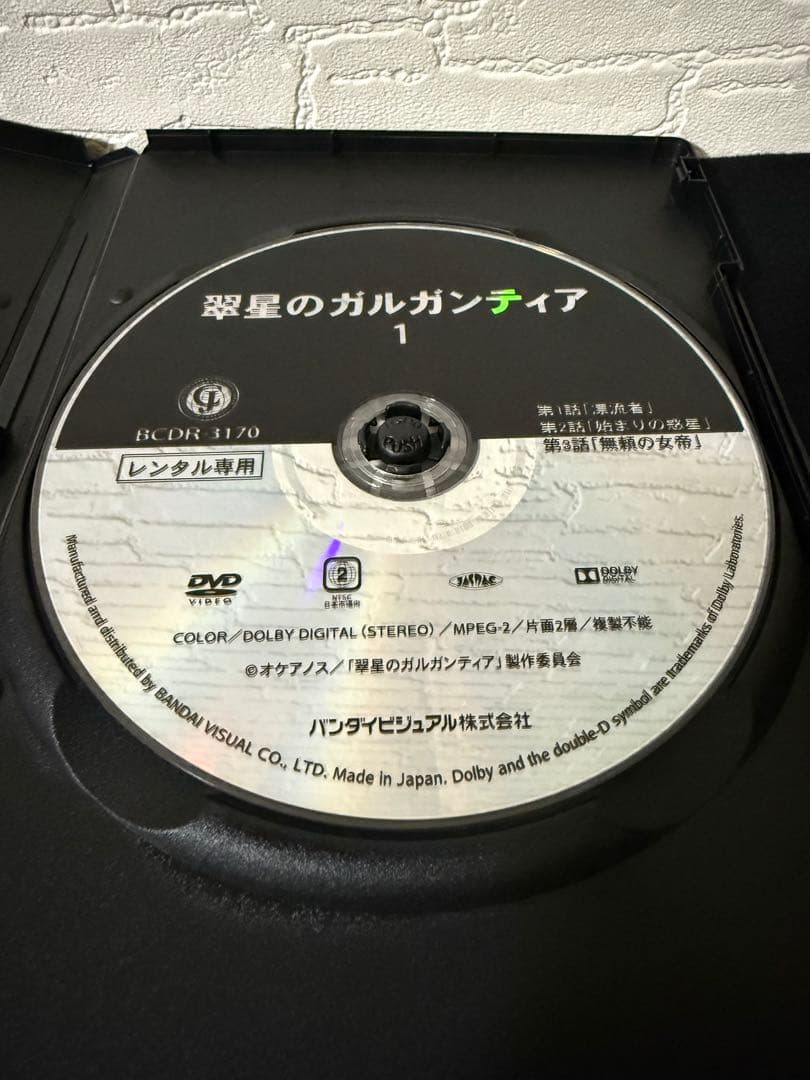 翠星のガルガンティア
1
BCDR-3170
レンタル専用
第1話「漂流者」
第2話「始まりの惑星」
第3話「無頼の女帝」
PUSH
DVD
VIDEO
2
NTSC
日本市場向
JASRAC
DOLBY
DIGITAL
COLOR／DOLBY DIGITAL (STEREO) ／MPEG-2／片面2層／複製不能
©オケアノス／「翠星のガルガンティア」製作委員会
バンダイビジュアル株式会社
Manufactured and distributed by BANDAI VISUAL CO., LTD. Made in Japan. Dolby and the double-D symbol are trademarks of Dolby Laboratories.